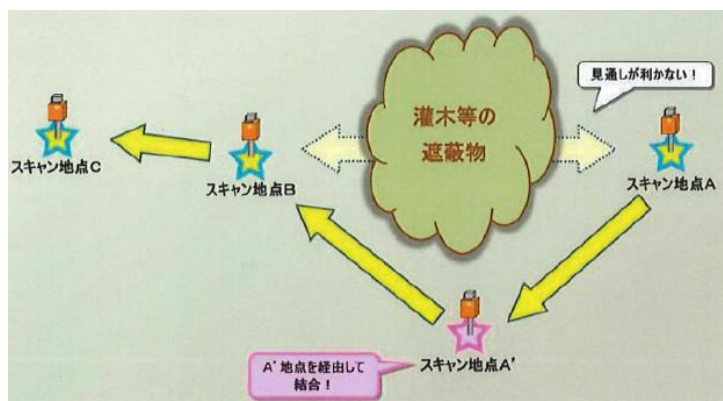 見通しが利かない!
灌木等の
遮蔽物
スキャン地点C
スキャン地点B
スキャン地点A
A'地点を経由して
結合!
スキャン地点A'